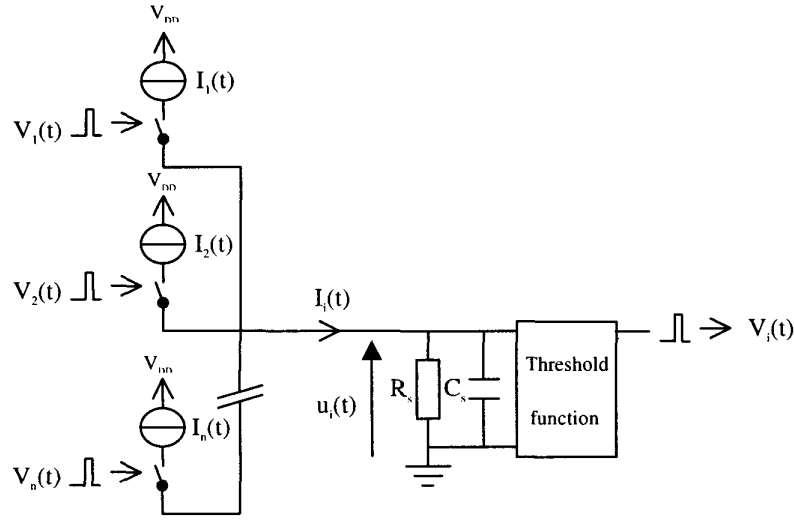 V_DD
I_1(t)
V_1(t)
V_DD
I_2(t)
V_2(t)
I_i(t)
V_i(t)
V_DD
Threshold
function
R_s
C_s
u_i(t)
I_n(t)
V_n(t)